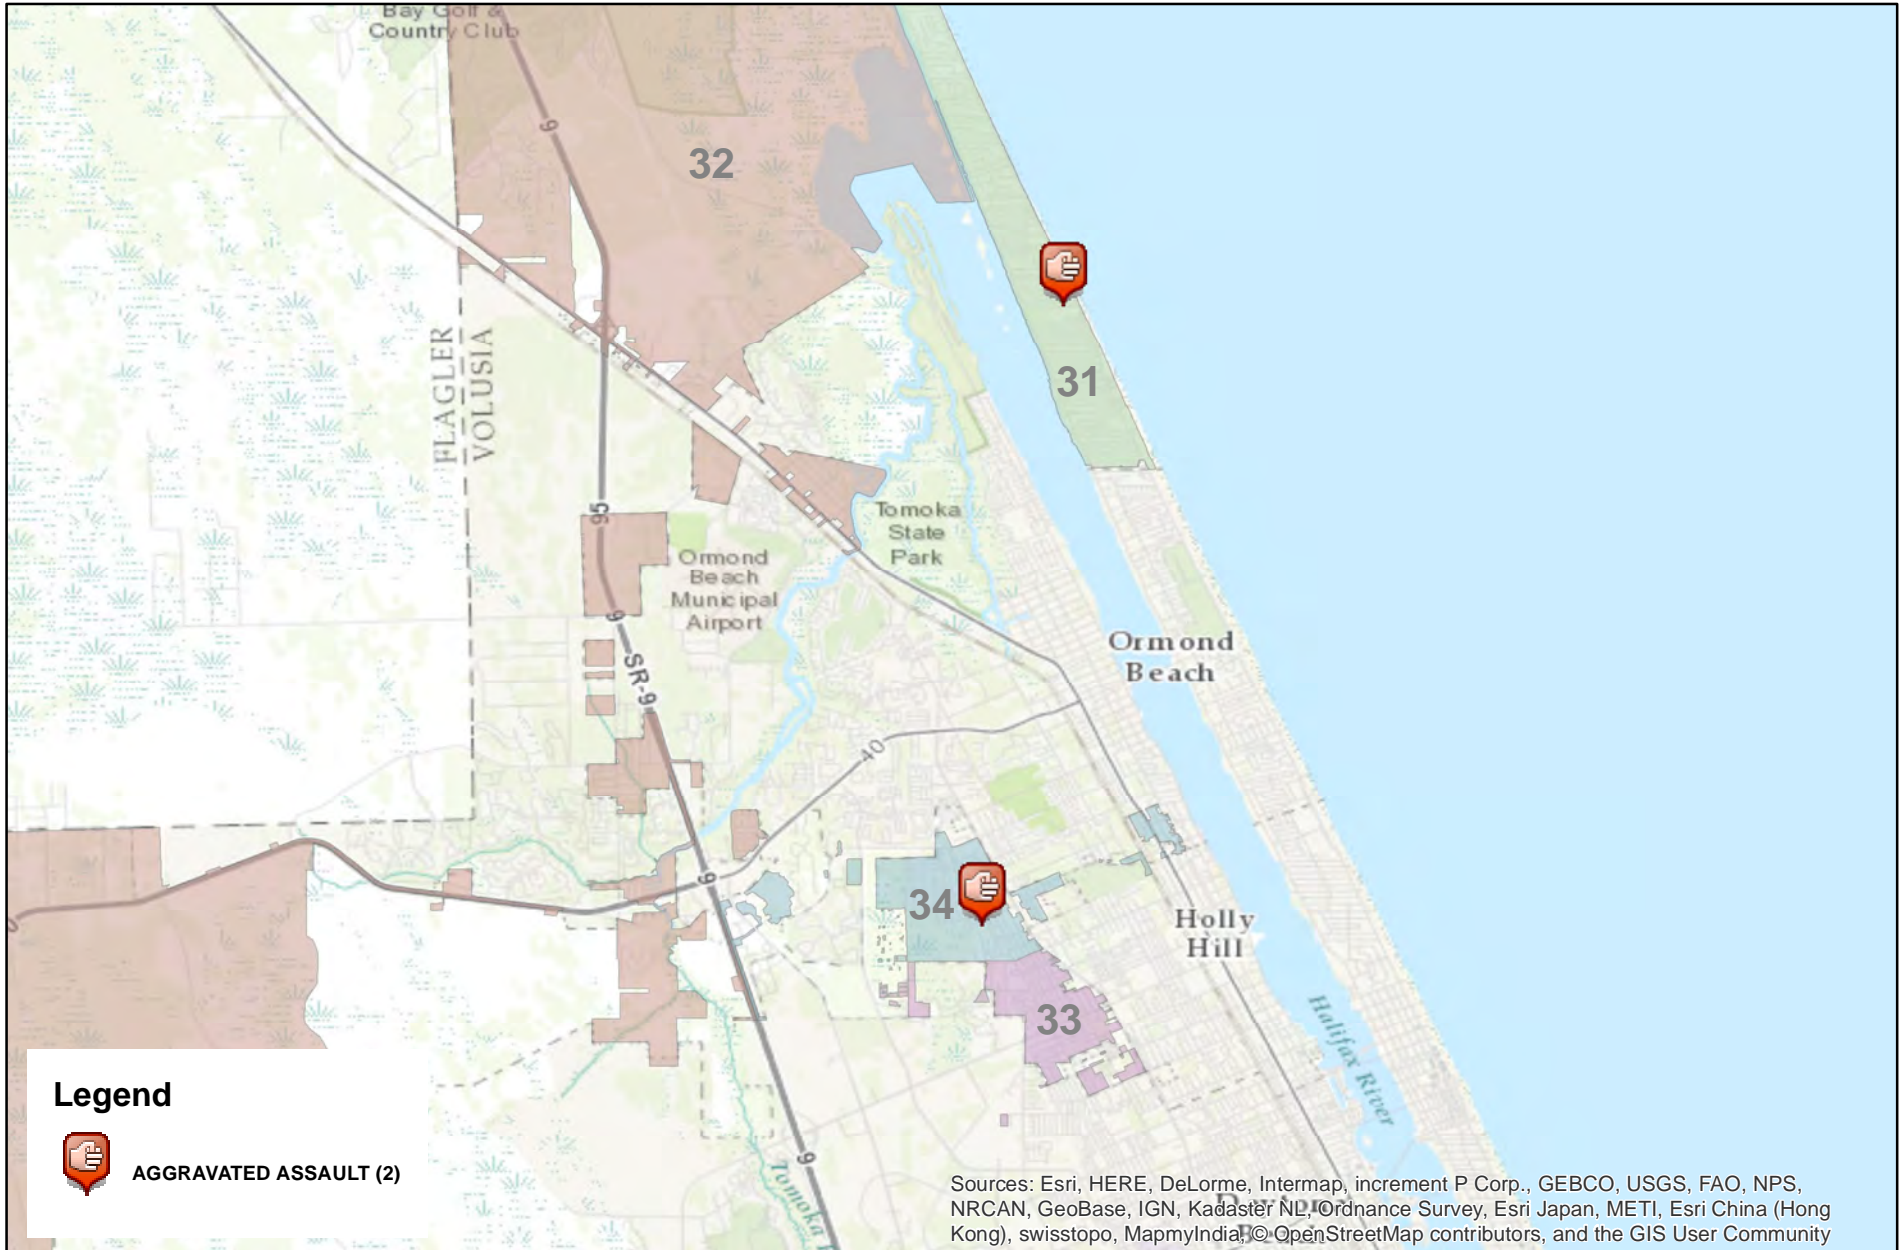 Bay Golf &
Country Club
6
32
31
FLAGLER
VOLUSIA
95
Tomoka
State
Park
Ormond
Beach
Municipal
Airport
9
SR-9
Ormond
Beach
40
9
34
Holly
Hill
33
Halifax River
Legend
AGGRAVATED ASSAULT (2)
9
Tomoka
Sources: Esri, HERE, DeLorme, Intermap, increment P Corp., GEBCO, USGS, FAO, NPS,
NRCAN, GeoBase, IGN, Kadaster NL, Ordnance Survey, Esri Japan, METI, Esri China (Hong
Kong), swisstopo, MapmyIndia, © OpenStreetMap contributors, and the GIS User Community